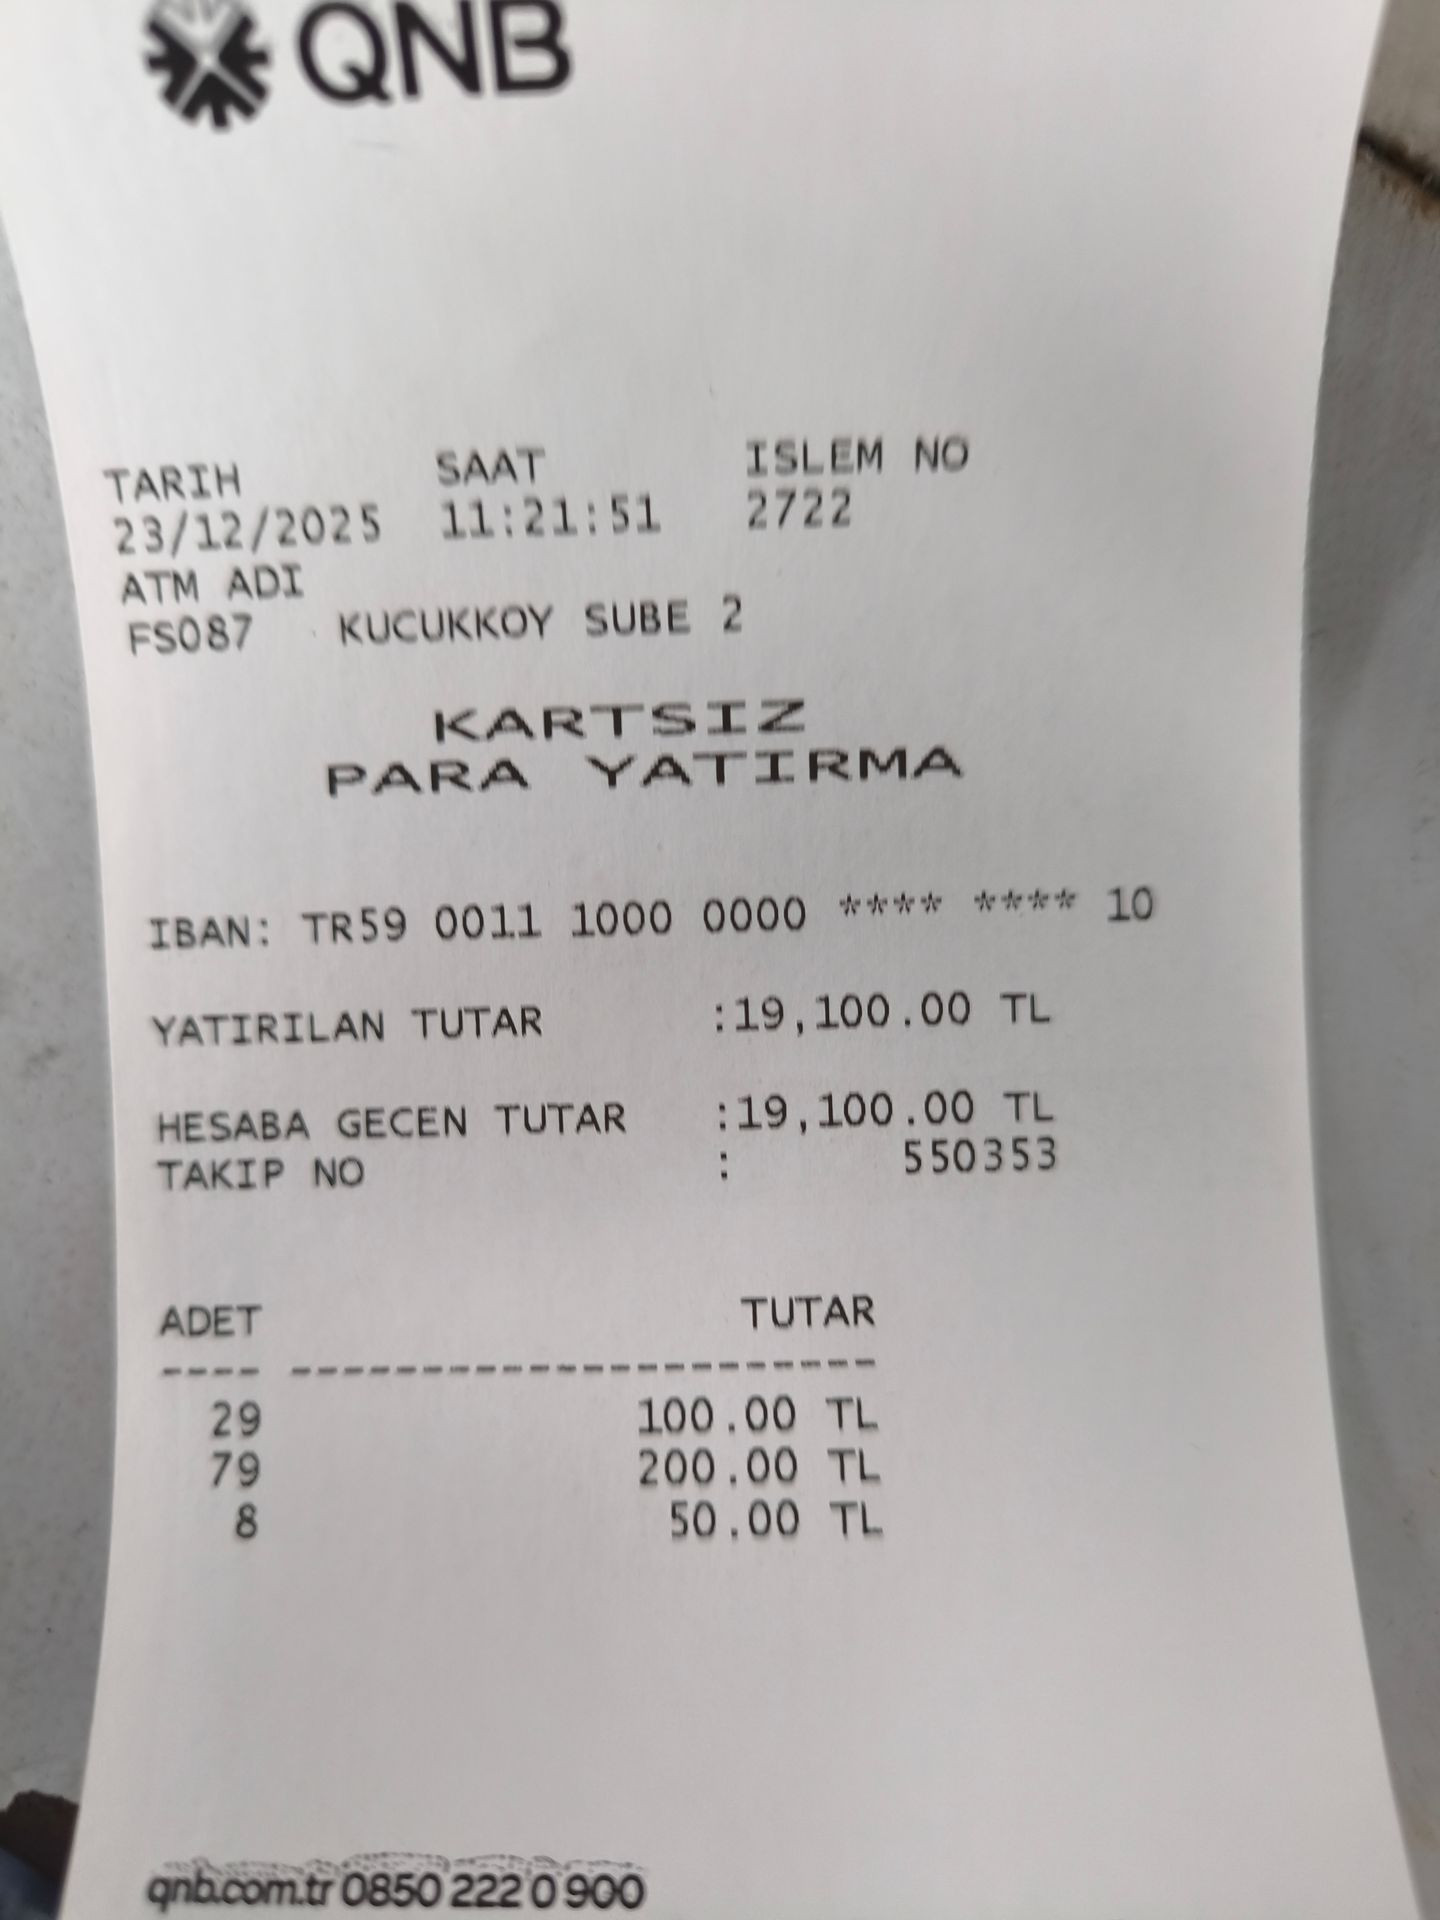 QNB
TARIH SAAT ISLEM NO
23/12/2025 11:21:51 2722
ATM ADI
FS087 KUCUKKOY SUBE 2
KARTSIZ
PARA YATIRMA
IBAN: TR59 0011 1000 0000 **** **** 10
YATIRILAN TUTAR :19,100.00 TL
HESABA GECEN TUTAR :19,100.00 TL
TAKIP NO : 550353
ADET TUTAR
---- ----------------------
29 100.00 TL
79 200.00 TL
8 50.00 TL
qnb.com.tr 0850 222 0 900